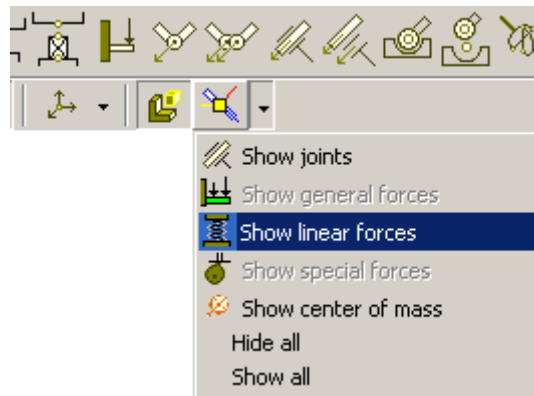 Show joints
Show general forces
Show linear forces
Show special forces
Show center of mass
Hide all
Show all